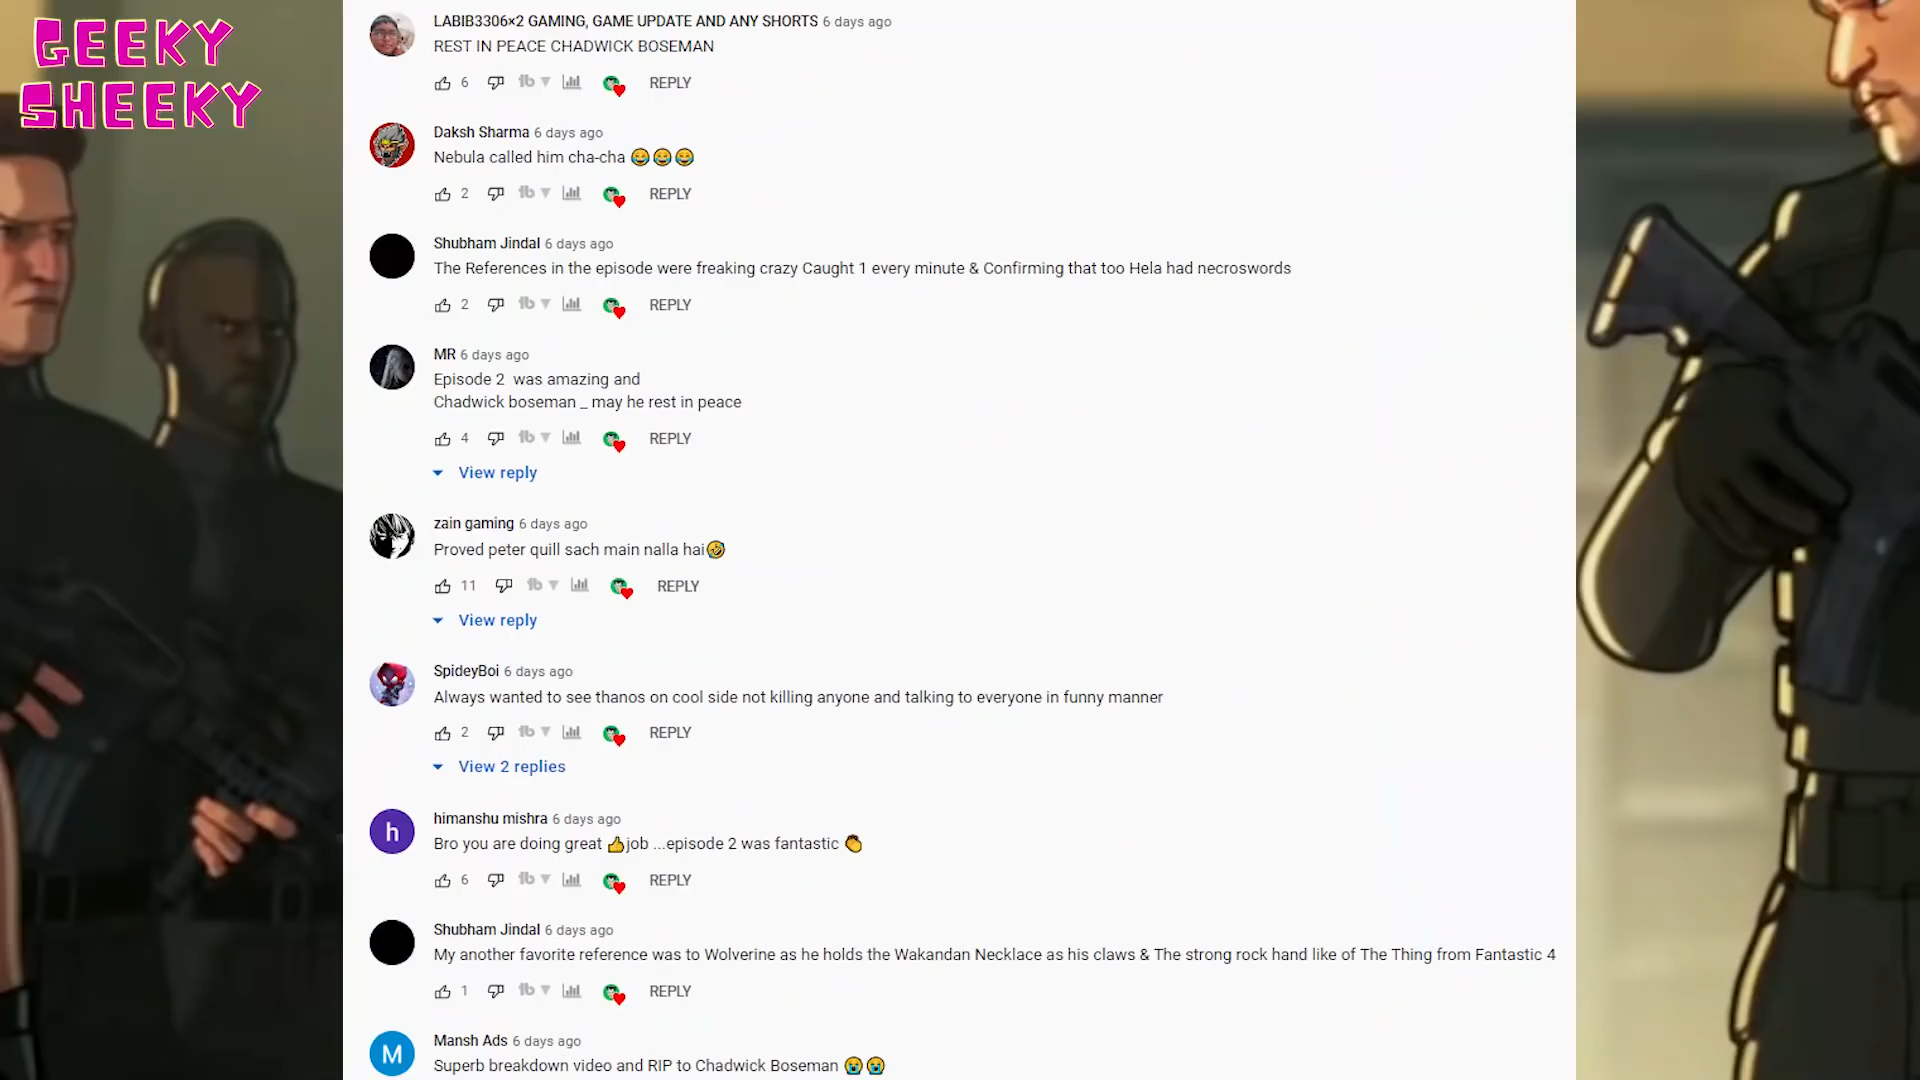 GEEKY
SHEEKY
LABIB3306×2 GAMING, GAME UPDATE AND ANY SHORTS 6 days ago
REST IN PEACE CHADWICK BOSEMAN
6 REPLY
Daksh Sharma 6 days ago
Nebula called him cha-cha 😂😂😂
2 REPLY
Shubham Jindal 6 days ago
The References in the episode were freaking crazy Caught 1 every minute & Confirming that too Hela had necroswords
2 REPLY
MR 6 days ago
Episode 2 was amazing and
Chadwick boseman _ may he rest in peace
4 REPLY
View reply
zain gaming 6 days ago
Proved peter quill sach main nalla hai🤣
11 REPLY
View reply
SpideyBoi 6 days ago
Always wanted to see thanos on cool side not killing anyone and talking to everyone in funny manner
2 REPLY
View 2 replies
h
himanshu mishra 6 days ago
Bro you are doing great 👍job ...episode 2 was fantastic 👏
6 REPLY
Shubham Jindal 6 days ago
My another favorite reference was to Wolverine as he holds the Wakandan Necklace as his claws & The strong rock hand like of The Thing from Fantastic 4
1 REPLY
M
Mansh Ads 6 days ago
Superb breakdown video and RIP to Chadwick Boseman 😭😭